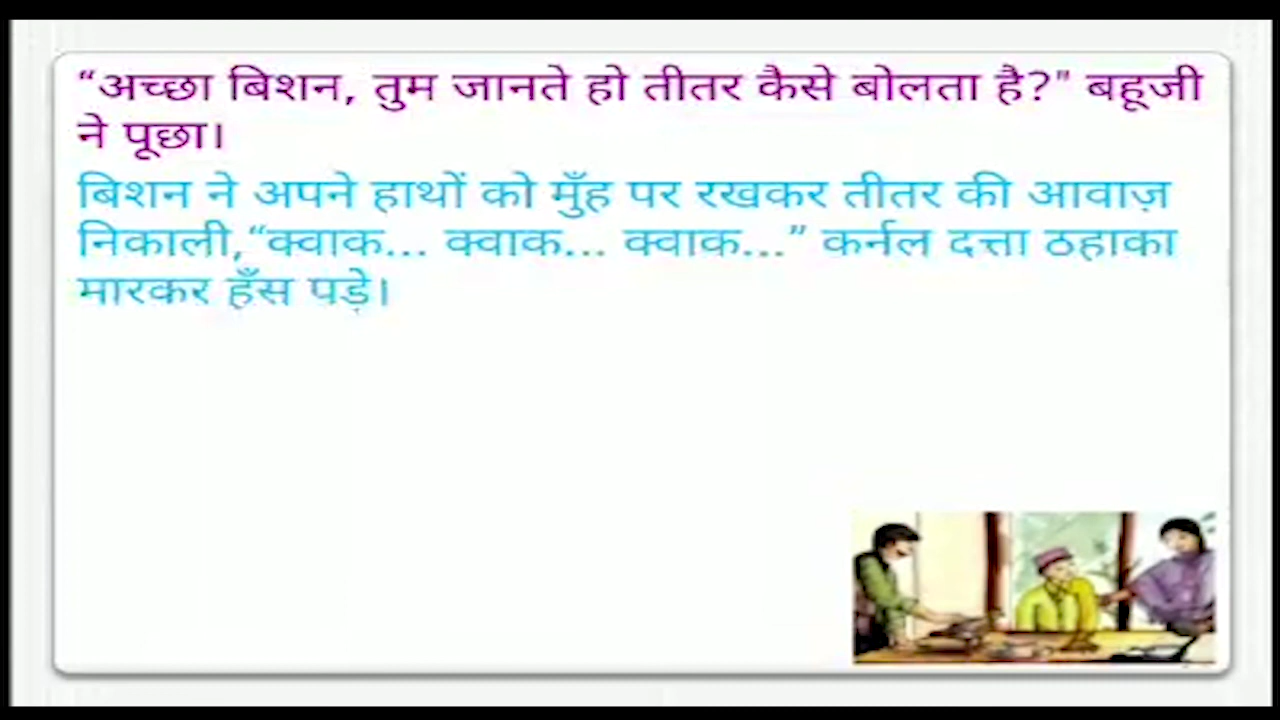 “अच्छा बिशन, तुम जानते हो तीतर कैसे बोलता है?" बहूजी
ने पूछा।
बिशन ने अपने हाथों को मुँह पर रखकर तीतर की आवाज़
निकाली,“क्वाक... क्वाक... क्वाक...” कर्नल दत्ता ठहाका
मारकर हँस पड़े।